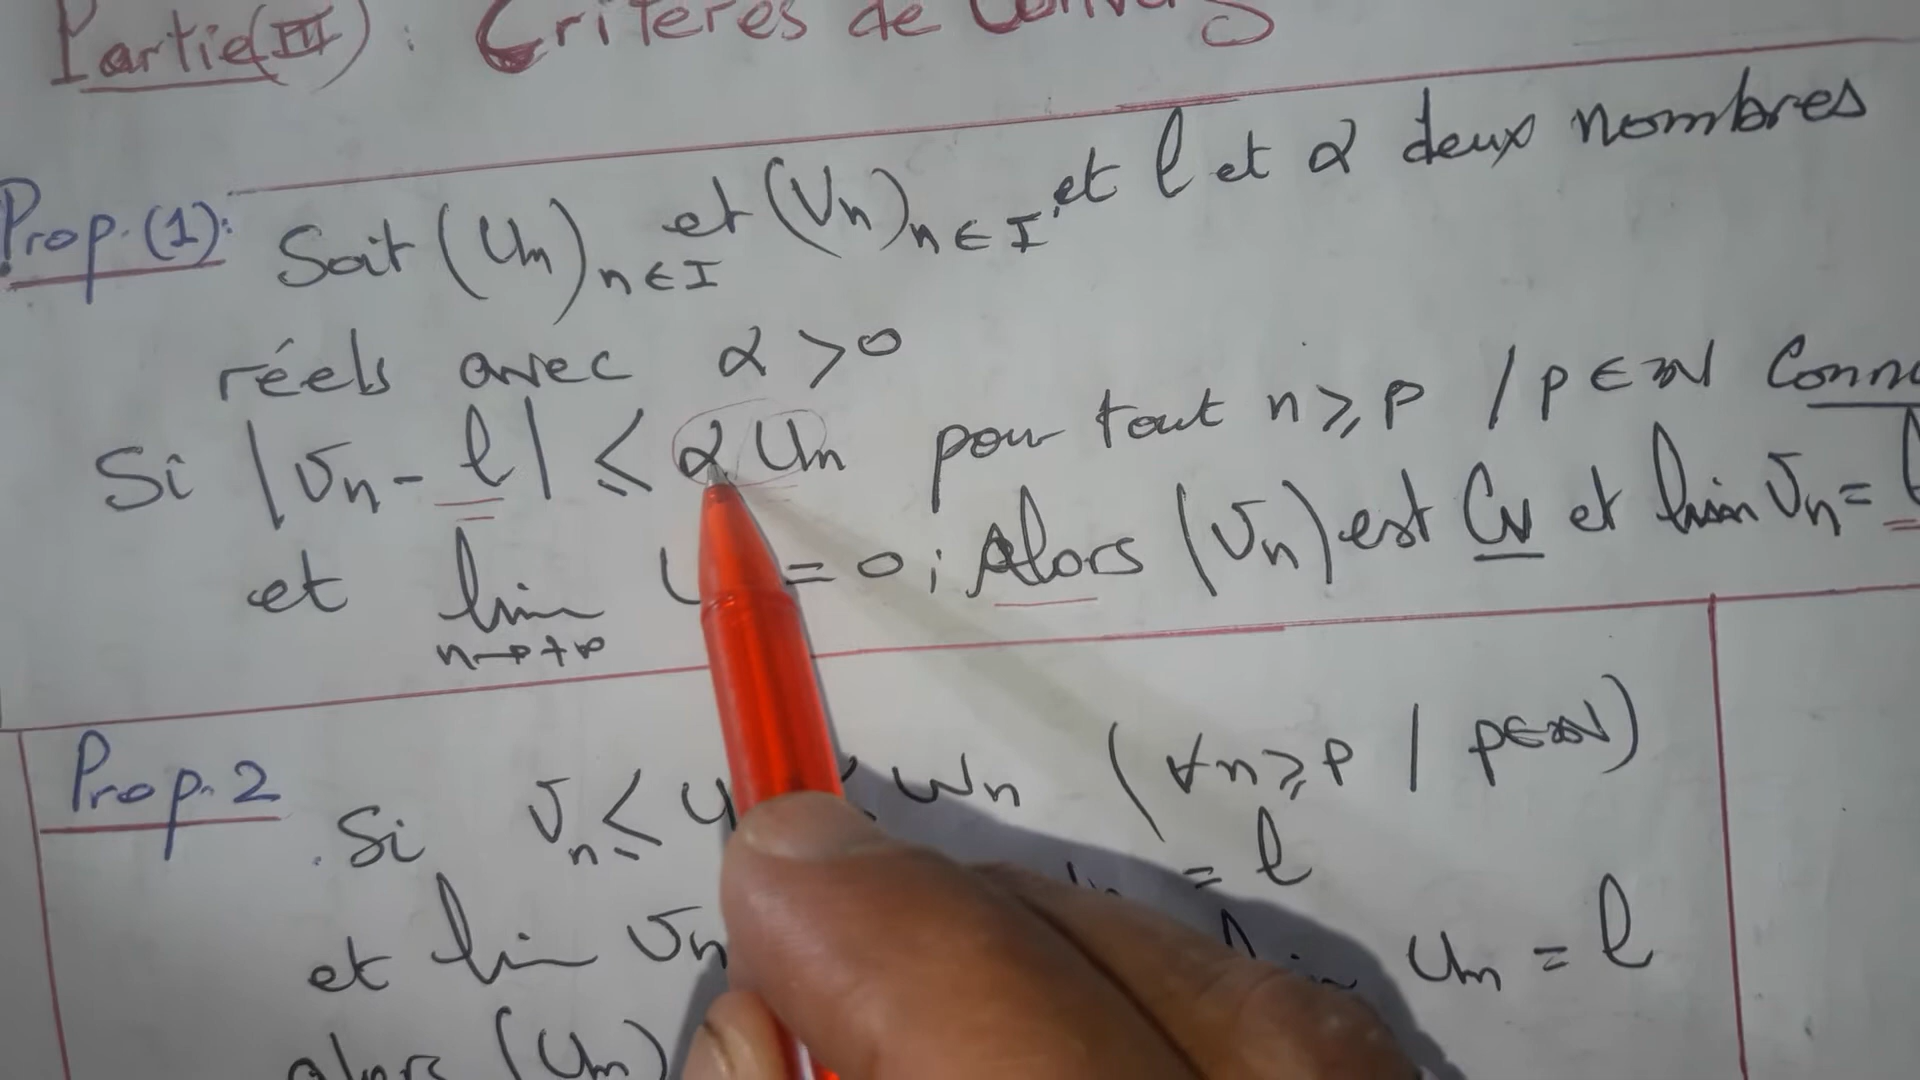 Partie(III) : Critères de
Prop.(1): Soit (Un)n∈I et (Vn)n∈I et l et α deux nombres
réels avec α > 0
Si |Vn - l| ≤ α Un pour tout n ≥ p / p ∈ IN
et lim n→+∞ = 0 ; Alors (Vn) est Cv et lim Vn = l
Prop.2
Si Vn ≤ U Wn (∀n ≥ p / p ∈ IN)
et lim Vn = l
Un = l
alors (Un)